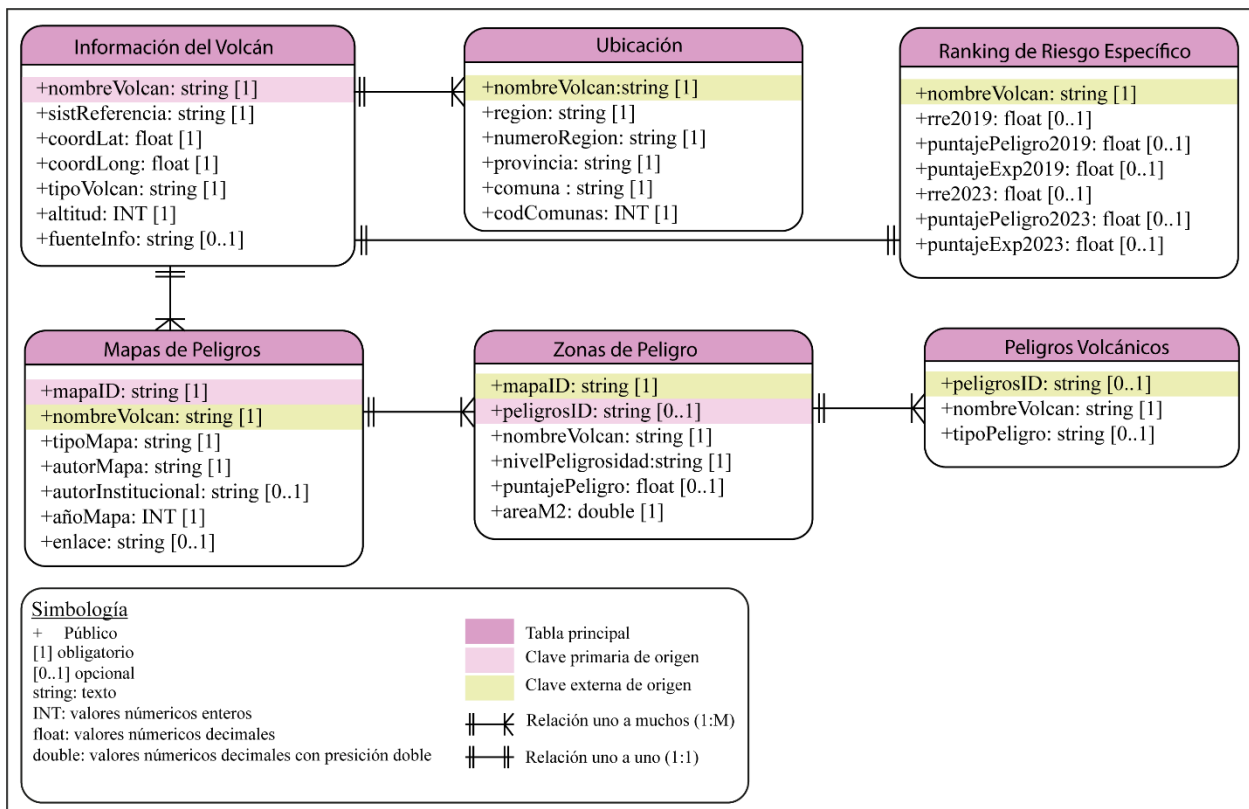 Información del Volcán
+nombreVolcan: string [1]
+sistReferencia: string [1]
+coordLat: float [1]
+coordLong: float [1]
+tipoVolcan: string [1]
+altitud: INT [1]
+fuenteInfo: string [0..1]
Ubicación
+nombreVolcan:string [1]
+region: string [1]
+numeroRegion: string [1]
+provincia: string [1]
+comuna : string [1]
+codComunas: INT [1]
Ranking de Riesgo Específico
+nombreVolcan: string [1]
+rre2019: float [0..1]
+puntajePeligro2019: float [0..1]
+puntajeExp2019: float [0..1]
+rre2023: float [0..1]
+puntajePeligro2023: float [0..1]
+puntajeExp2023: float [0..1]
Mapas de Peligros
+mapaID: string [1]
+nombreVolcan: string [1]
+tipoMapa: string [1]
+autorMapa: string [1]
+autorInstitucional: string [0..1]
+añoMapa: INT [1]
+enlace: string [0..1]
Zonas de Peligro
+mapaID: string [1]
+peligrosID: string [0..1]
+nombreVolcan: string [1]
+nivelPeligrosidad:string [1]
+puntajePeligro: float [0..1]
+areaM2: double [1]
Peligros Volcánicos
+peligrosID: string [0..1]
+nombreVolcan: string [1]
+tipoPeligro: string [0..1]
Simbología
+ Público
[1] obligatorio
[0..1] opcional
string: texto
INT: valores númericos enteros
float: valores númericos decimales
double: valores númericos decimales con presición doble
Tabla principal
Clave primaria de origen
Clave externa de origen
Relación uno a muchos (1:M)
Relación uno a uno (1:1)